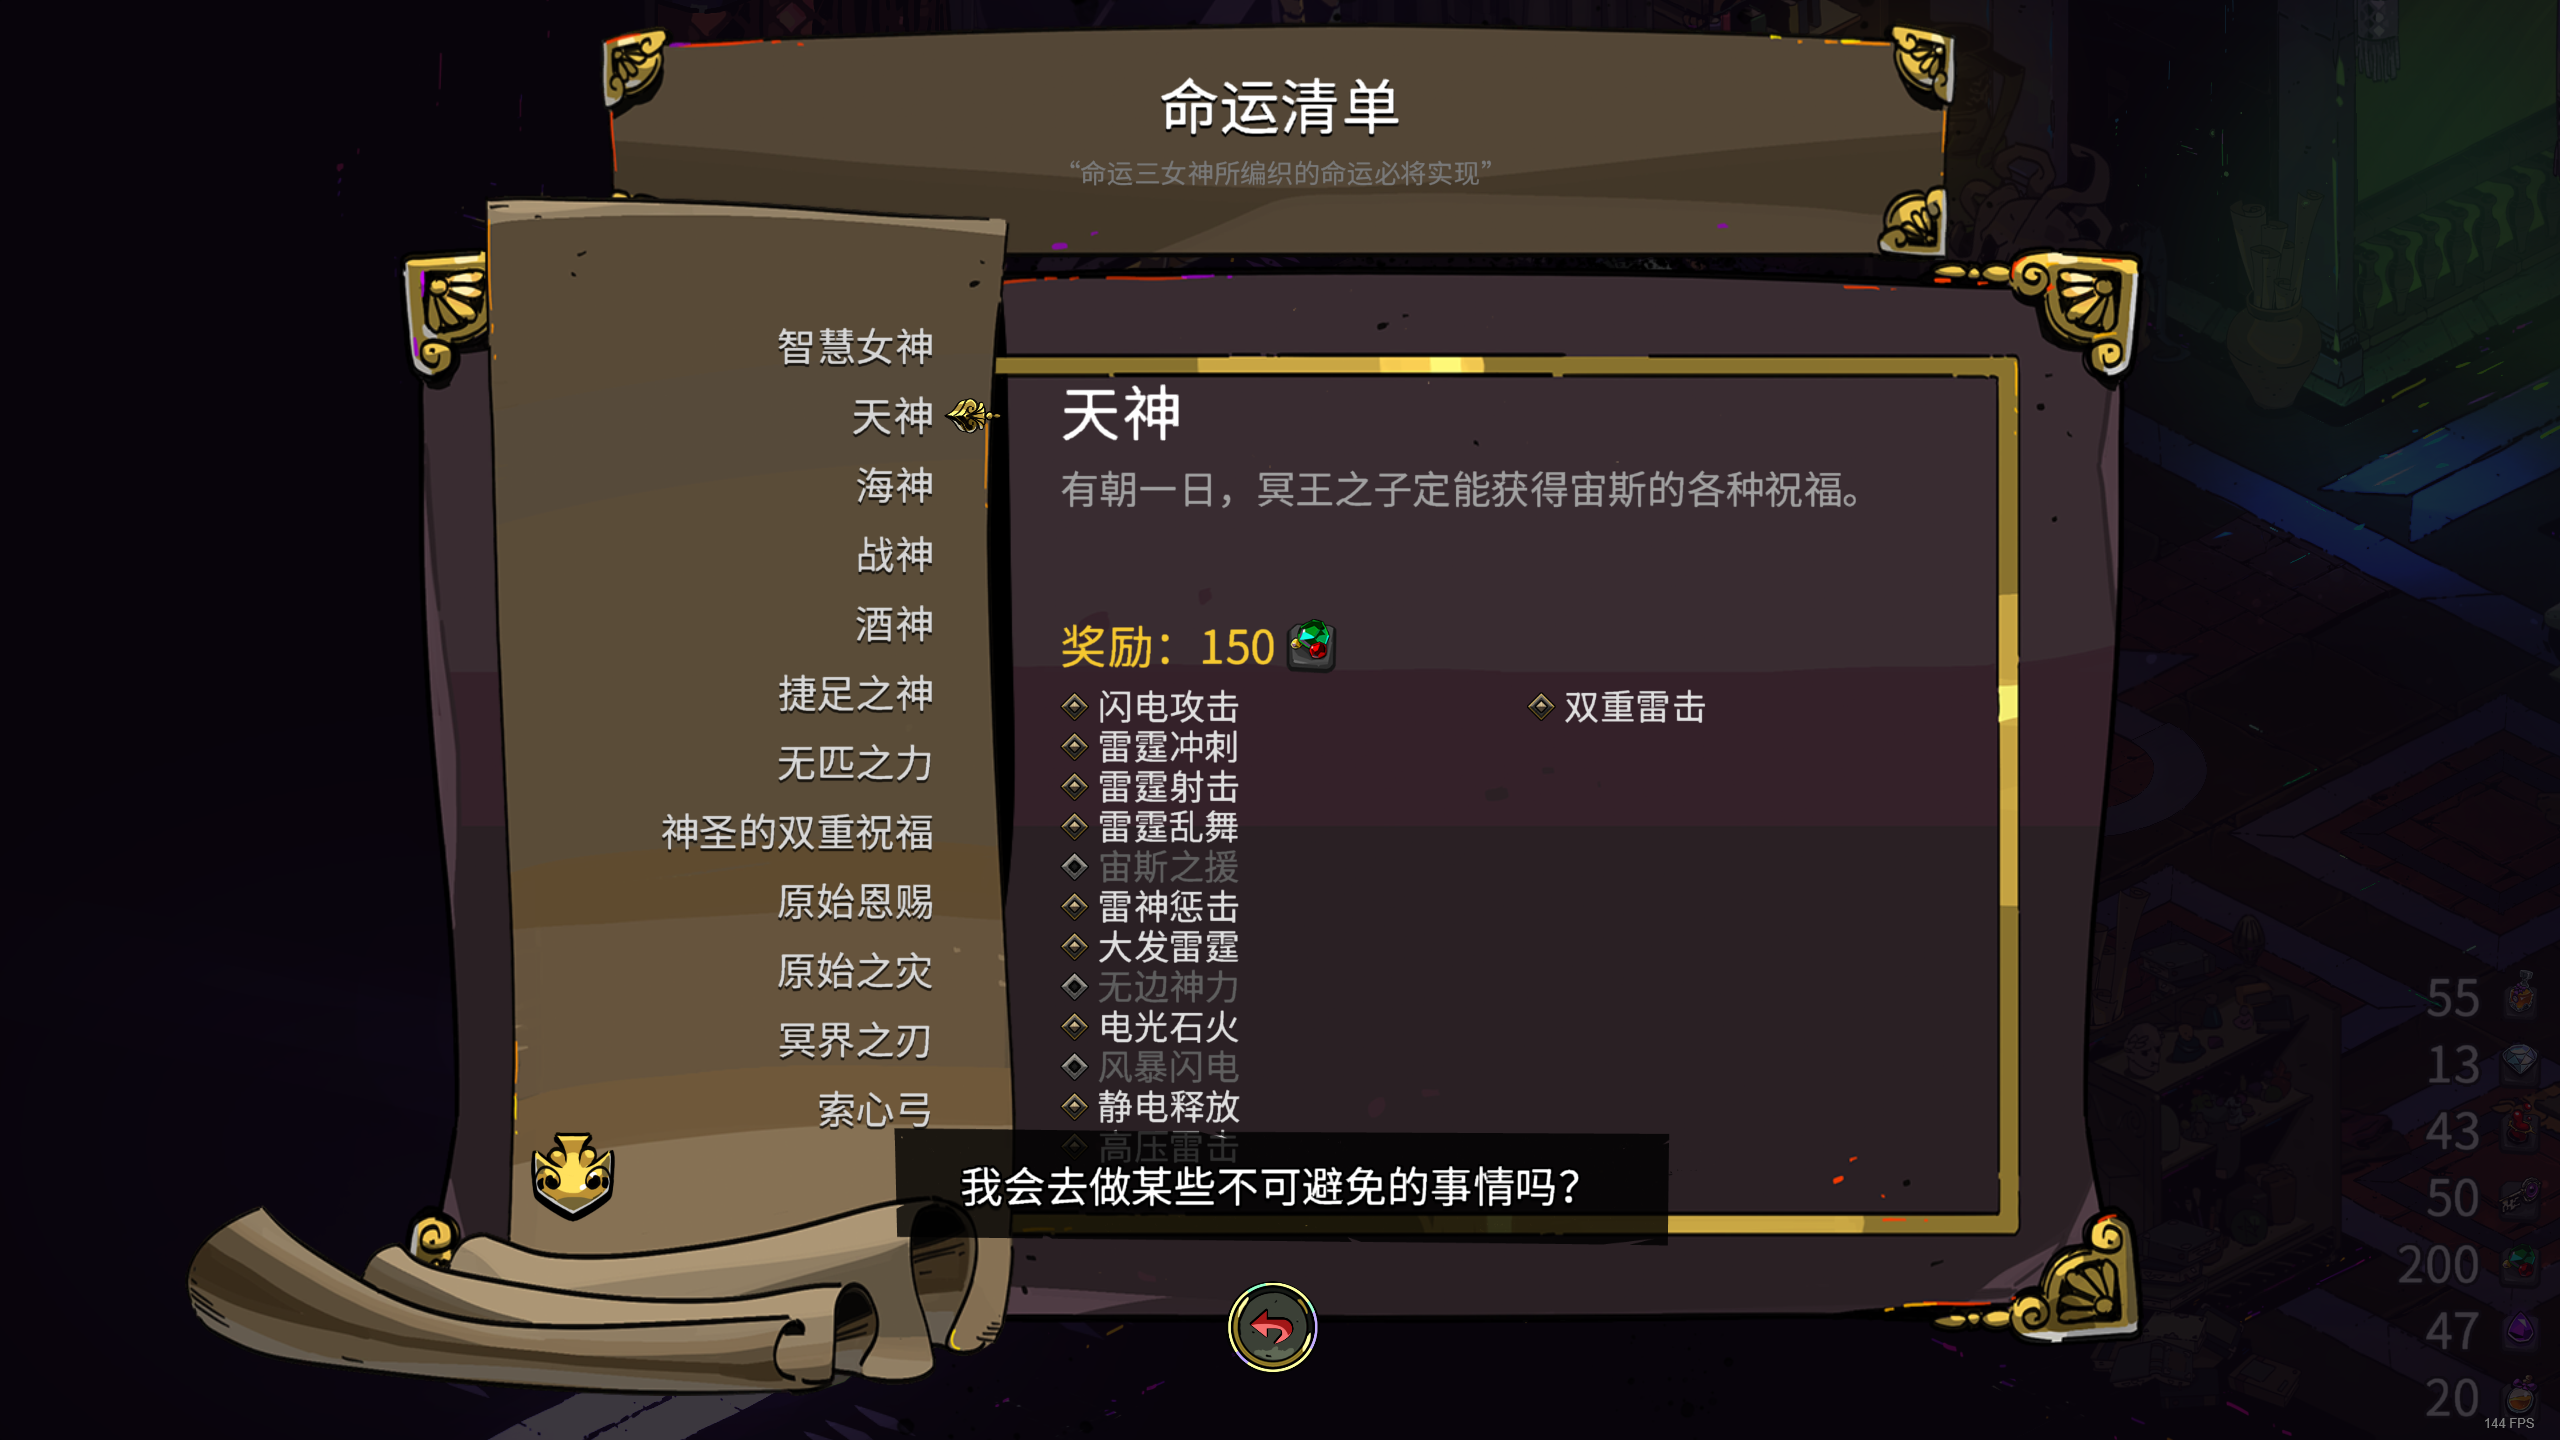 命运清单
“命运三女神所编织的命运必将实现”
智慧女神
天神
海神
战神
酒神
捷足之神
无匹之力
神圣的双重祝福
原始恩赐
原始之灾
冥界之刃
索心弓
天神
有朝一日，冥王之子定能获得宙斯的各种祝福。
奖励：150
闪电攻击
雷霆冲刺
雷霆射击
雷霆乱舞
宙斯之援
雷神惩击
大发雷霆
无边神力
电光石火
风暴闪电
静电释放
高压雷击
双重雷击
我会去做某些不可避免的事情吗？
55
13
43
50
200
47
20
144 FPS